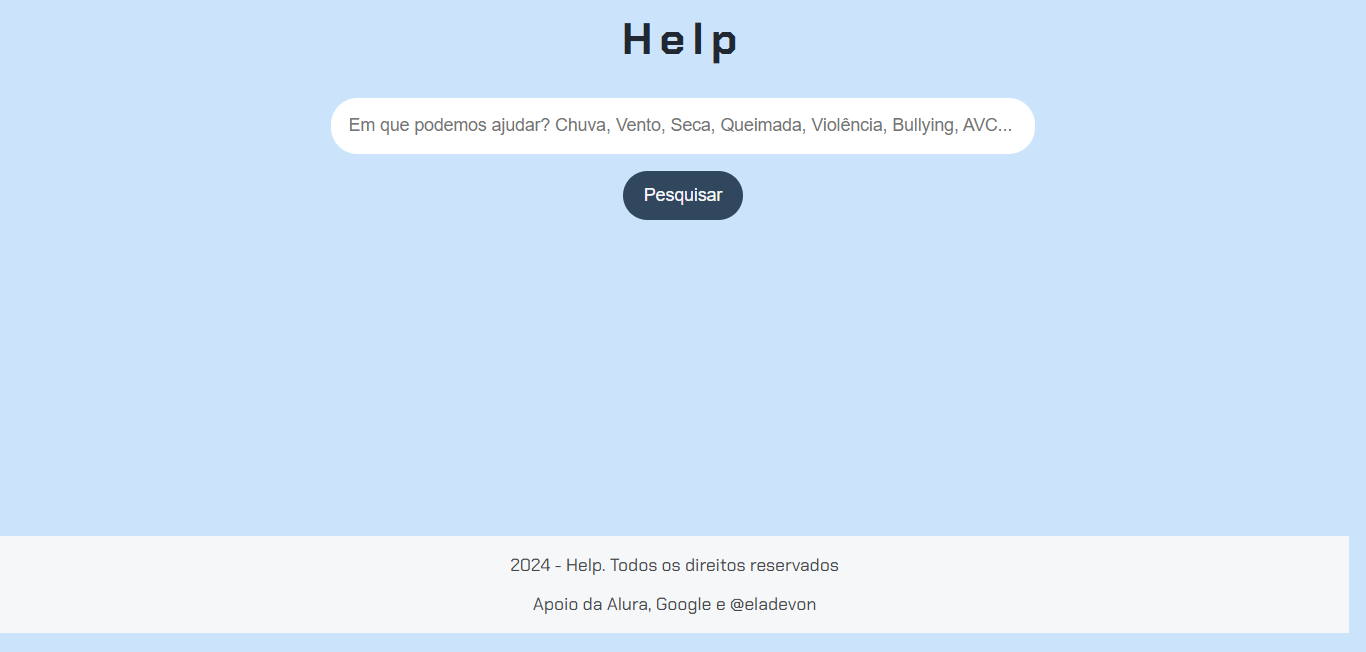 Help
Em que podemos ajudar? Chuva, Vento, Seca, Queimada, Violência, Bullying, AVC...
Pesquisar
2024 - Help. Todos os direitos reservados
Apoio da Alura, Google e @eladevon